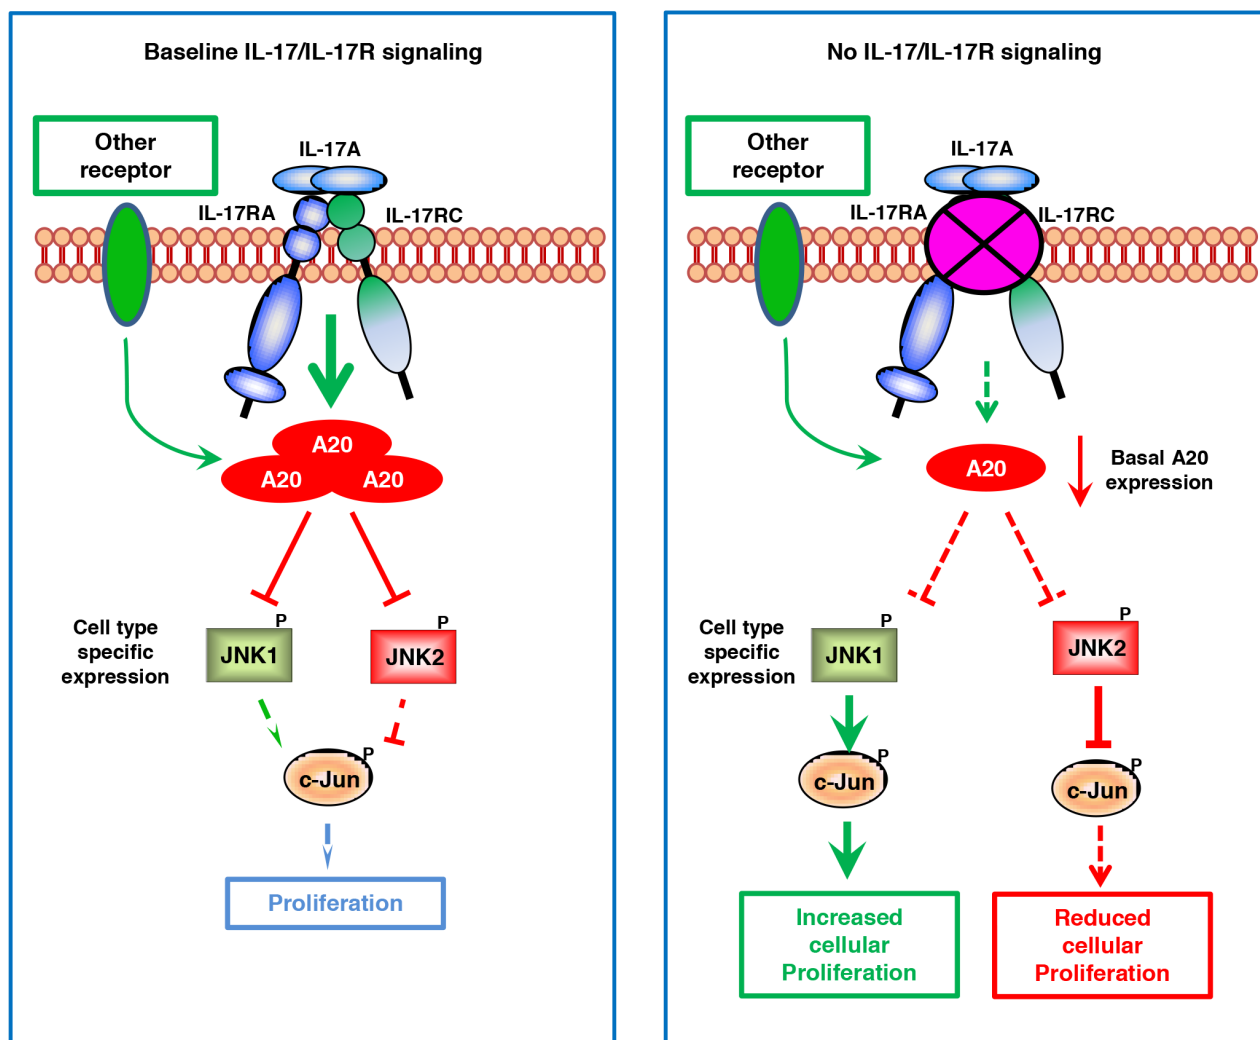 Baseline IL-17/IL-17R signaling
Other
receptor
IL-17A
IL-17RA
IL-17RC
A20
A20
A20
Cell type
specific
expression
P
JNK1
P
JNK2
P
c-Jun
Proliferation
No IL-17/IL-17R signaling
Other
receptor
IL-17A
IL-17RA
IL-17RC
A20
Basal A20
expression
Cell type
specific
expression
P
JNK1
P
JNK2
P
c-Jun
P
c-Jun
Increased
cellular
Proliferation
Reduced
cellular
Proliferation